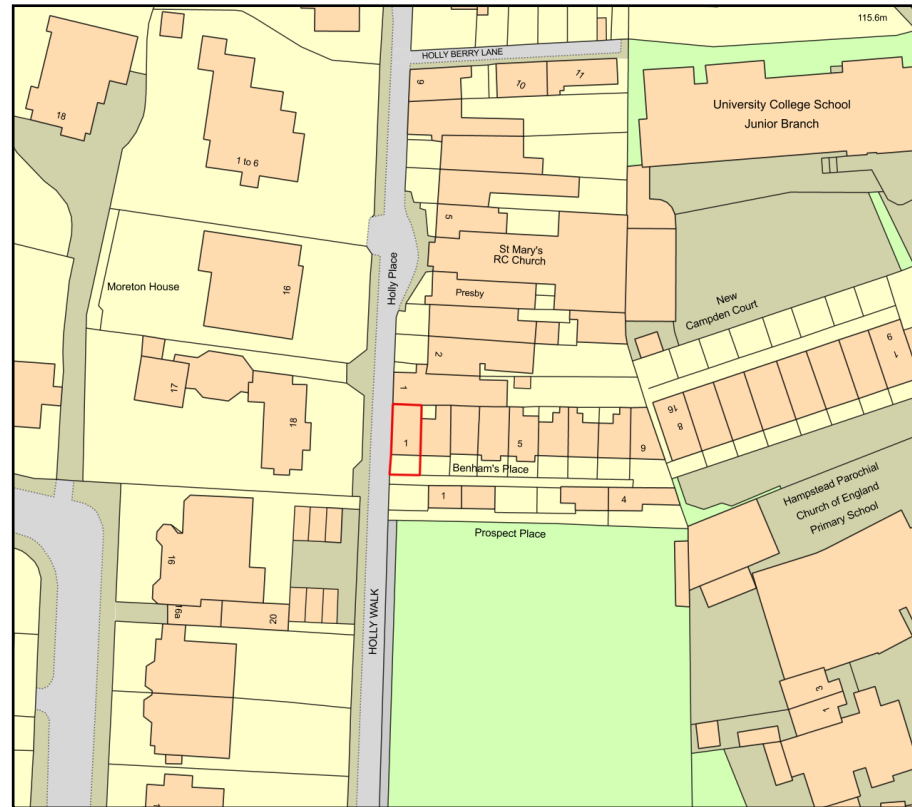 115.6m
HOLLY BERRY LANE
9
10
11
University College School
Junior Branch
18
1 to 6
5
St Mary's
RC Church
Holly Place
Moreton House
16
Presby
New
Campden Court
2
9
1
17
1
18
16
8
1
5
6
Benham's Place
1
4
Hampstead Parochial
Church of England
Primary School
Prospect Place
16
16a
20
HOLLY WALK
3
1
1